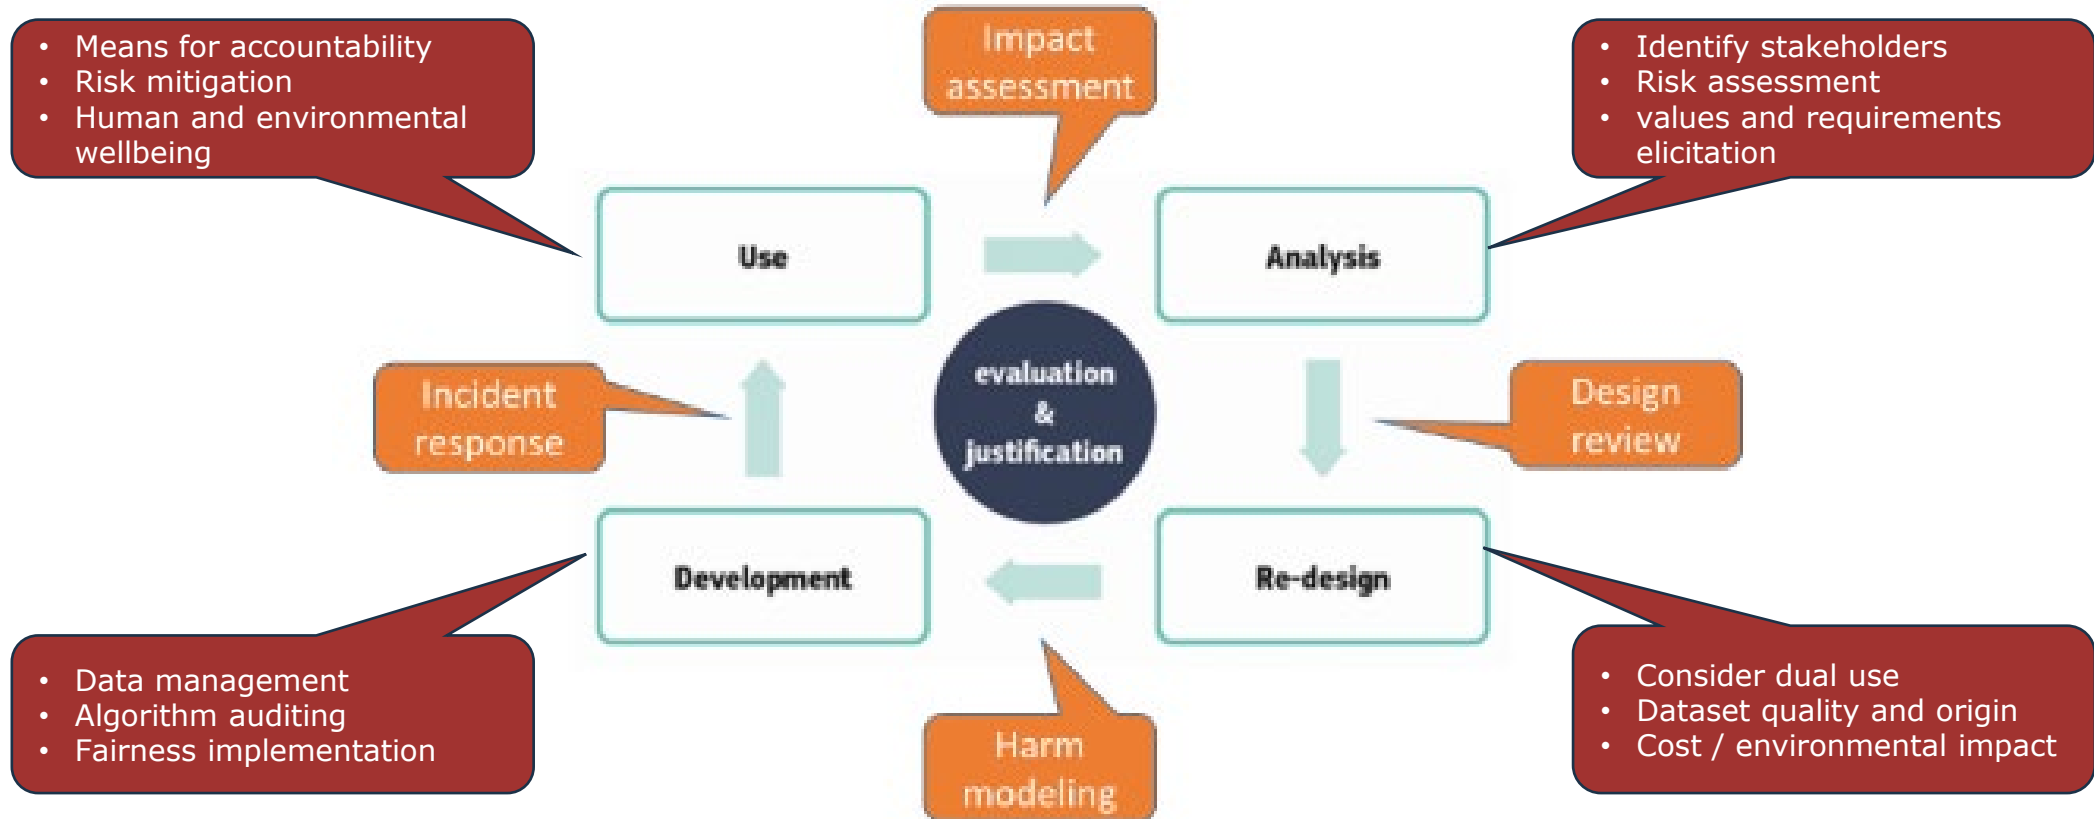 • Means for accountability
• Risk mitigation
• Human and environmental
wellbeing
Impact
assessment
• Identify stakeholders
• Risk assessment
• values and requirements
elicitation
Use
Analysis
Incident
response
evaluation
&
justification
Design
review
Development
Re-design
• Data management
• Algorithm auditing
• Fairness implementation
Harm
modeling
• Consider dual use
• Dataset quality and origin
• Cost / environmental impact